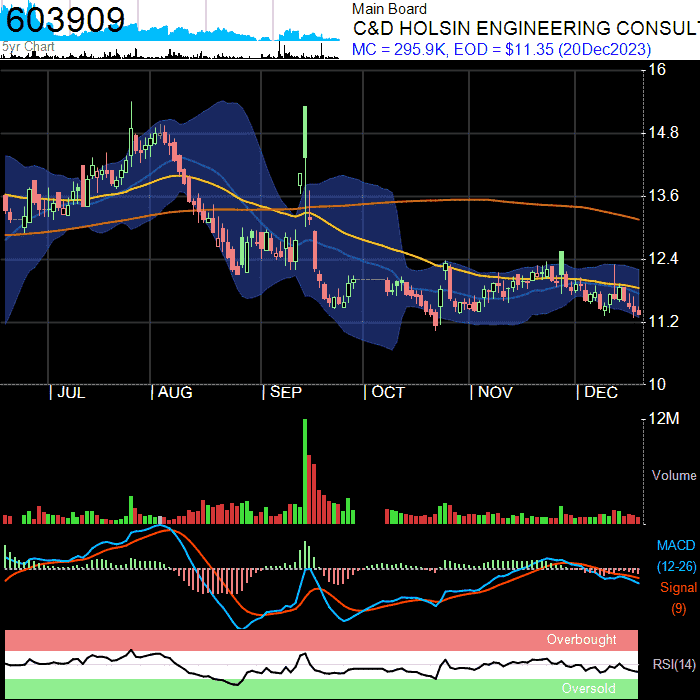 603909
5yr Chart
Main Board
C&D HOLSIN ENGINEERING CONSULT
MC = 295.9K, EOD = $11.35 (20Dec2023)
16
14.8
13.6
12.4
11.2
10
JUL
AUG
SEP
OCT
NOV
DEC
12M
Volume
MACD
(12-26)
Signal
(9)
Overbought
RSI(14)
Oversold